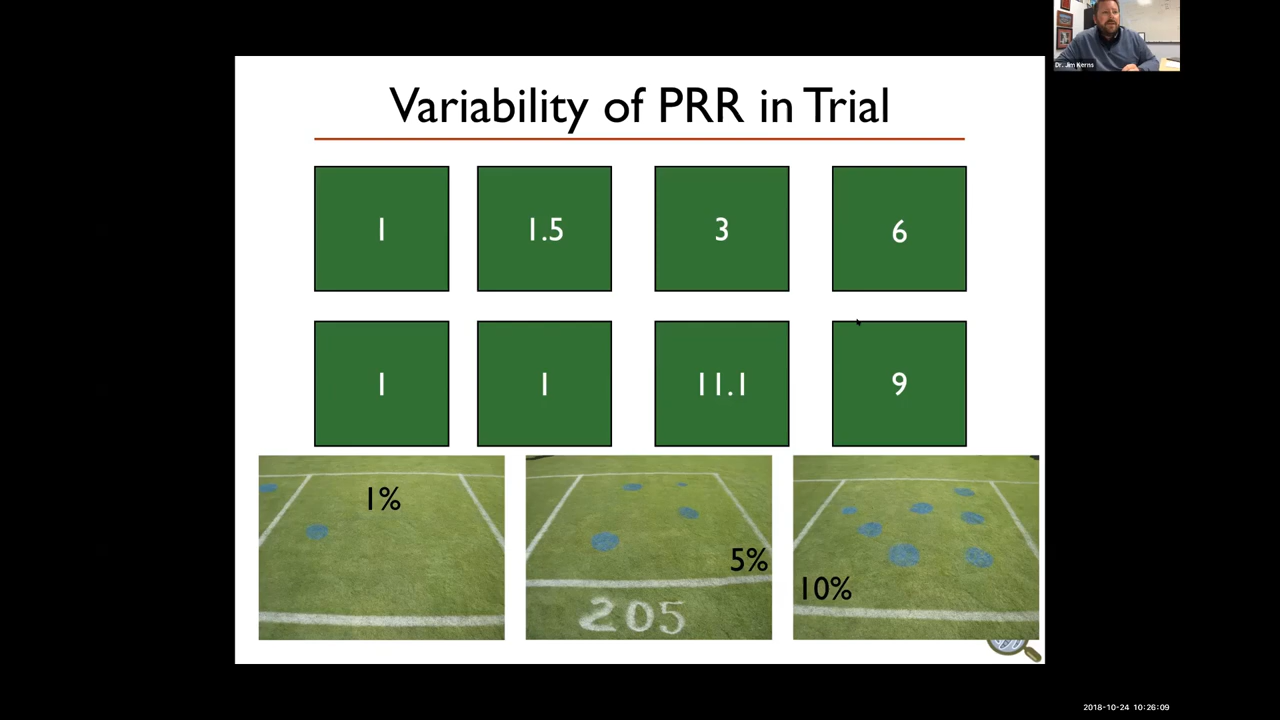 Dr. Jim Kerns
Variability of PRR in Trial
1 1.5 3 6
1 1 11.1 9
1%
5%
10%
205
2018-10-24 10:26:09